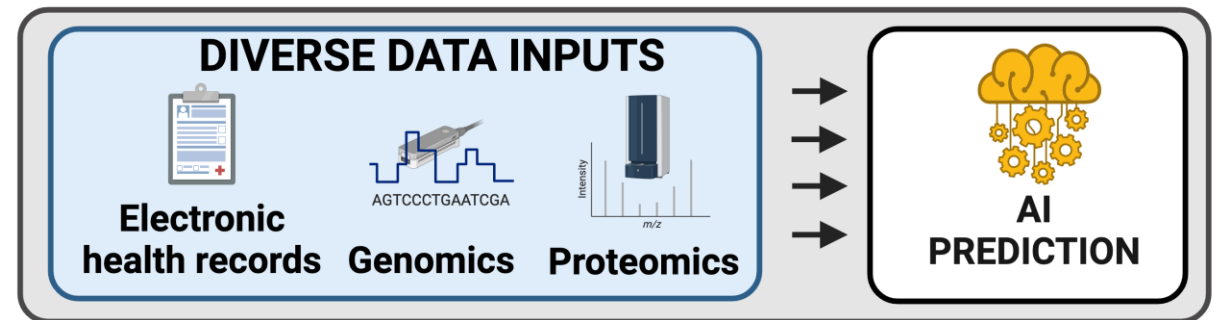 DIVERSE DATA INPUTS
Electronic
health records
AGTCCCTGAATCGA
Genomics
Intensity
m/z
Proteomics
AI
PREDICTION